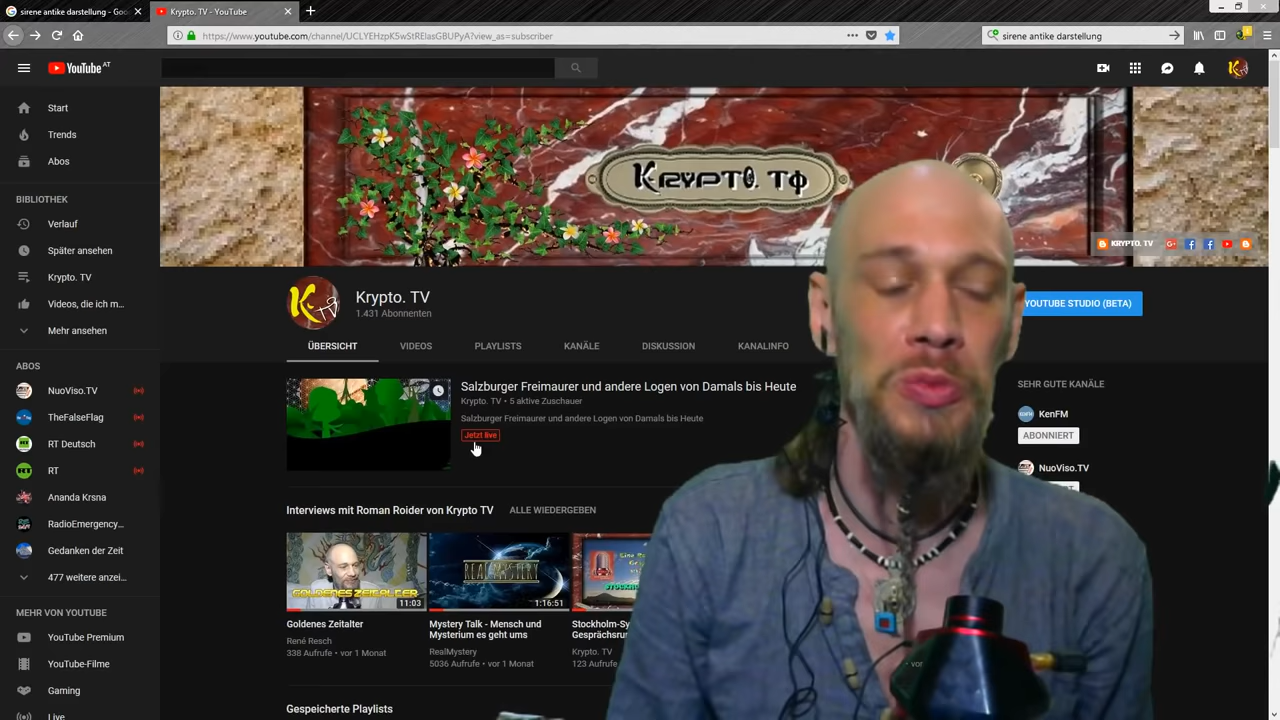 sirene antike darstellung - Goo
Krypto. TV - YouTube
https://www.youtube.com/channel/UCLYEHzpK5wStRElasGBUPyA?view_as=subscriber
sirene antike darstellung
YouTube AT
Start
Trends
Abos
BIBLIOTHEK
Verlauf
Später ansehen
Krypto. TV
Videos, die ich m...
Mehr ansehen
ABOS
NuoViso.TV
TheFalseFlag
RT Deutsch
RT
Ananda Krsna
RadioEmergency...
Gedanken der Zeit
477 weitere anzei...
MEHR VON YOUTUBE
YouTube Premium
YouTube-Filme
Gaming
Live
KRYPTO. TV
KRYPTO. TV
Krypto. TV
1.431 Abonnenten
YOUTUBE STUDIO (BETA)
ÜBERSICHT
VIDEOS
PLAYLISTS
KANÄLE
DISKUSSION
KANALINFO
Salzburger Freimaurer und andere Logen von Damals bis Heute
Krypto. TV • 5 aktive Zuschauer
Salzburger Freimaurer und andere Logen von Damals bis Heute
Jetzt live
SEHR GUTE KANÄLE
KenFM
ABONNIERT
NuoViso.TV
Interviews mit Roman Roider von Krypto TV
ALLE WIEDERGEBEN
GOLDENES ZEITALTER
11:03
REALMYSTERY
1:16:51
Goldenes Zeitalter
René Resch
338 Aufrufe • vor 1 Monat
Mystery Talk - Mensch und
Mysterium es geht ums
RealMystery
5036 Aufrufe • vor 1 Monat
Stockholm-Sy
Gesprächsru
Krypto. TV
123 Aufrufe
vor
Gespeicherte Playlists